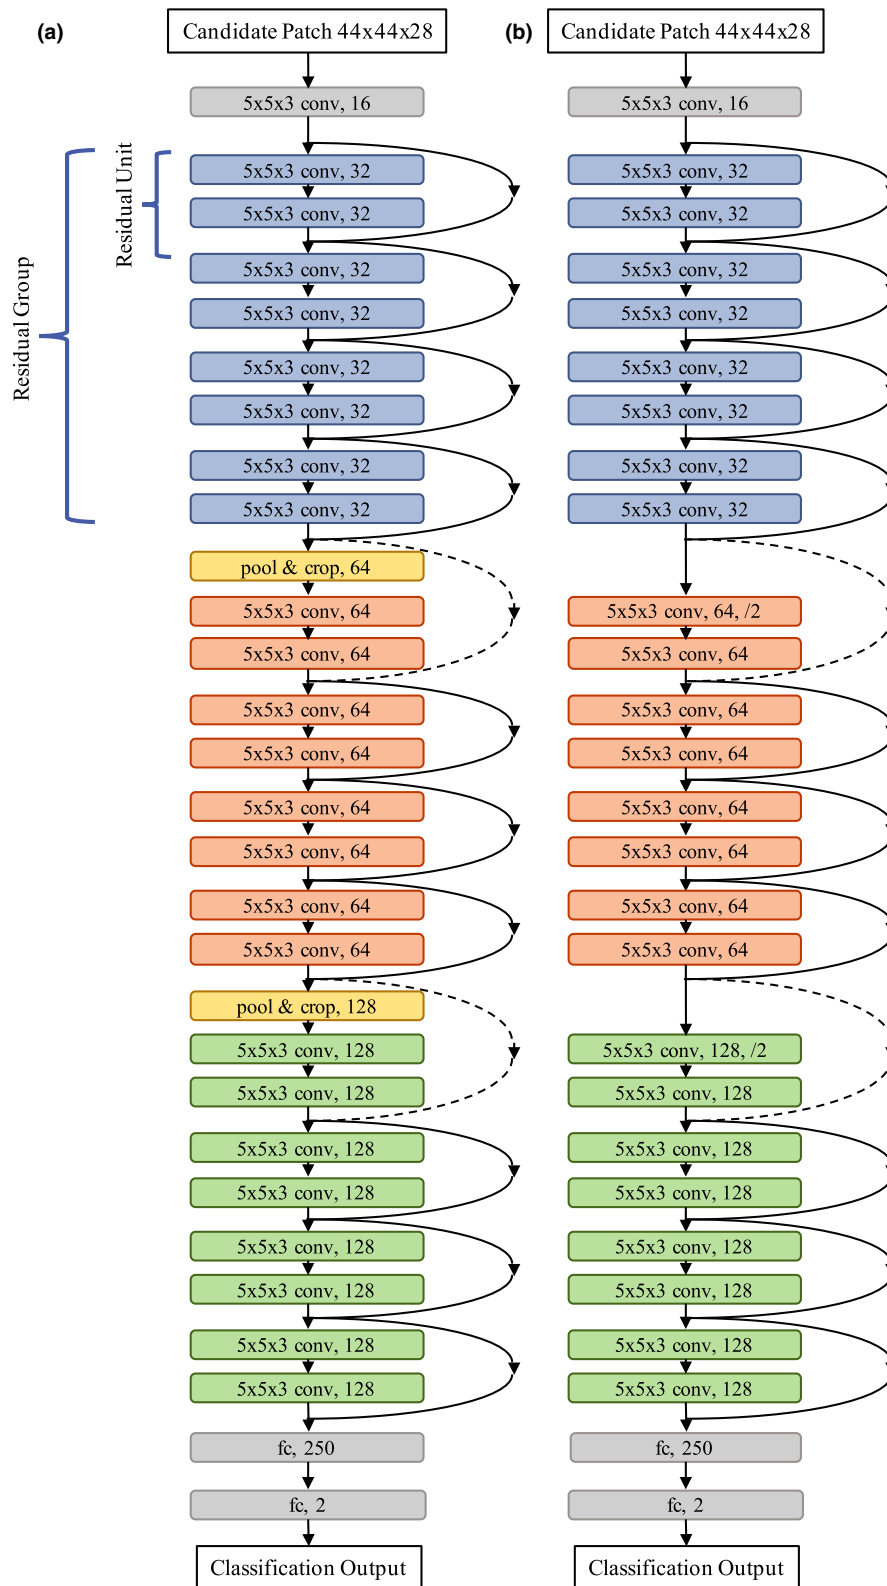 (a)
Candidate Patch 44x44x28
5x5x3 conv, 16
Residual Group
Residual Unit
5x5x3 conv, 32
5x5x3 conv, 32
5x5x3 conv, 32
5x5x3 conv, 32
5x5x3 conv, 32
5x5x3 conv, 32
5x5x3 conv, 32
5x5x3 conv, 32
pool & crop, 64
5x5x3 conv, 64
5x5x3 conv, 64
5x5x3 conv, 64
5x5x3 conv, 64
5x5x3 conv, 64
5x5x3 conv, 64
5x5x3 conv, 64
5x5x3 conv, 64
pool & crop, 128
5x5x3 conv, 128
5x5x3 conv, 128
5x5x3 conv, 128
5x5x3 conv, 128
5x5x3 conv, 128
5x5x3 conv, 128
5x5x3 conv, 128
5x5x3 conv, 128
fc, 250
fc, 2
Classification Output
(b)
Candidate Patch 44x44x28
5x5x3 conv, 16
5x5x3 conv, 32
5x5x3 conv, 32
5x5x3 conv, 32
5x5x3 conv, 32
5x5x3 conv, 32
5x5x3 conv, 32
5x5x3 conv, 32
5x5x3 conv, 32
5x5x3 conv, 64, /2
5x5x3 conv, 64
5x5x3 conv, 64
5x5x3 conv, 64
5x5x3 conv, 64
5x5x3 conv, 64
5x5x3 conv, 64
5x5x3 conv, 64
5x5x3 conv, 128, /2
5x5x3 conv, 128
5x5x3 conv, 128
5x5x3 conv, 128
5x5x3 conv, 128
5x5x3 conv, 128
5x5x3 conv, 128
5x5x3 conv, 128
fc, 250
fc, 2
Classification Output